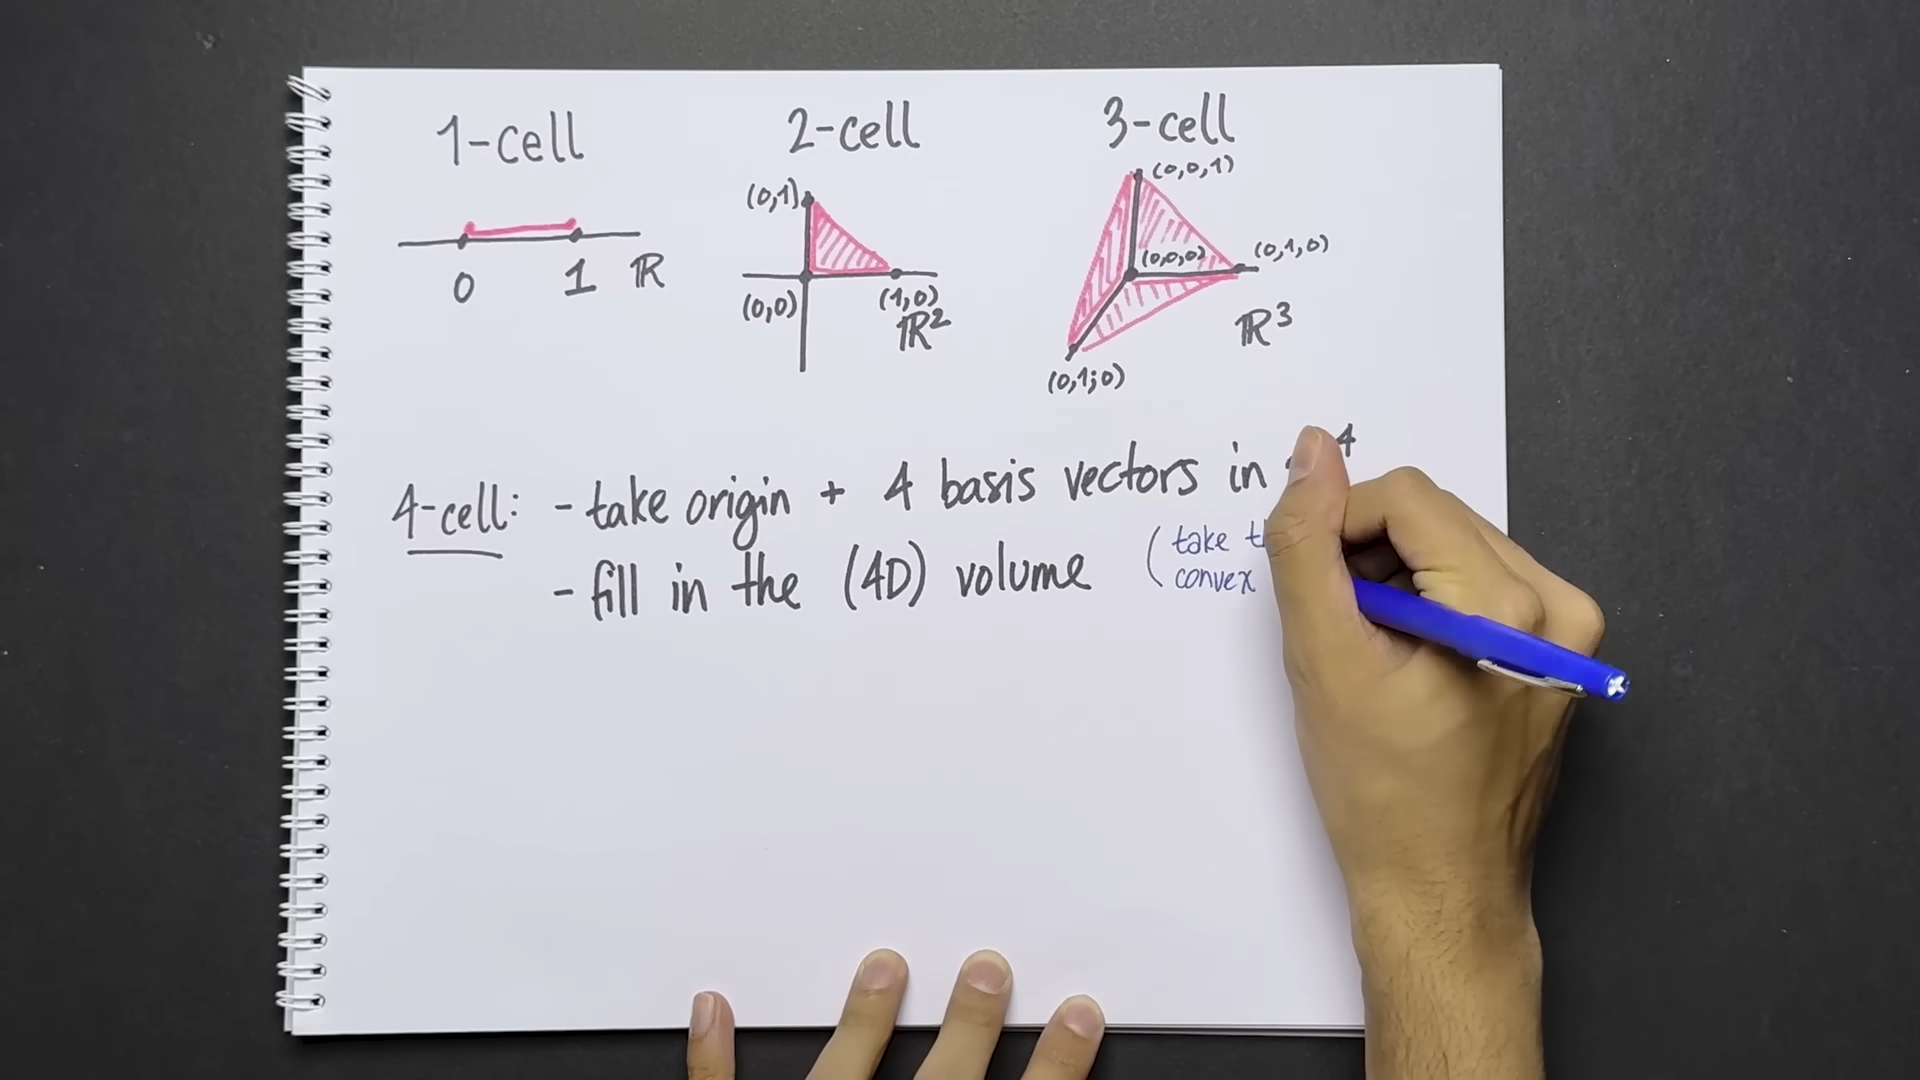 1-cell
0 1 ℝ
2-cell
(0,1)
(0,0) (1,0)
ℝ²
3-cell
(0,0,1)
(0,0,0) (0,1,0)
ℝ³
(0,1,0)
4-cell: - take origin + 4 basis vectors in 4
- fill in the (4D) volume
(take
convex